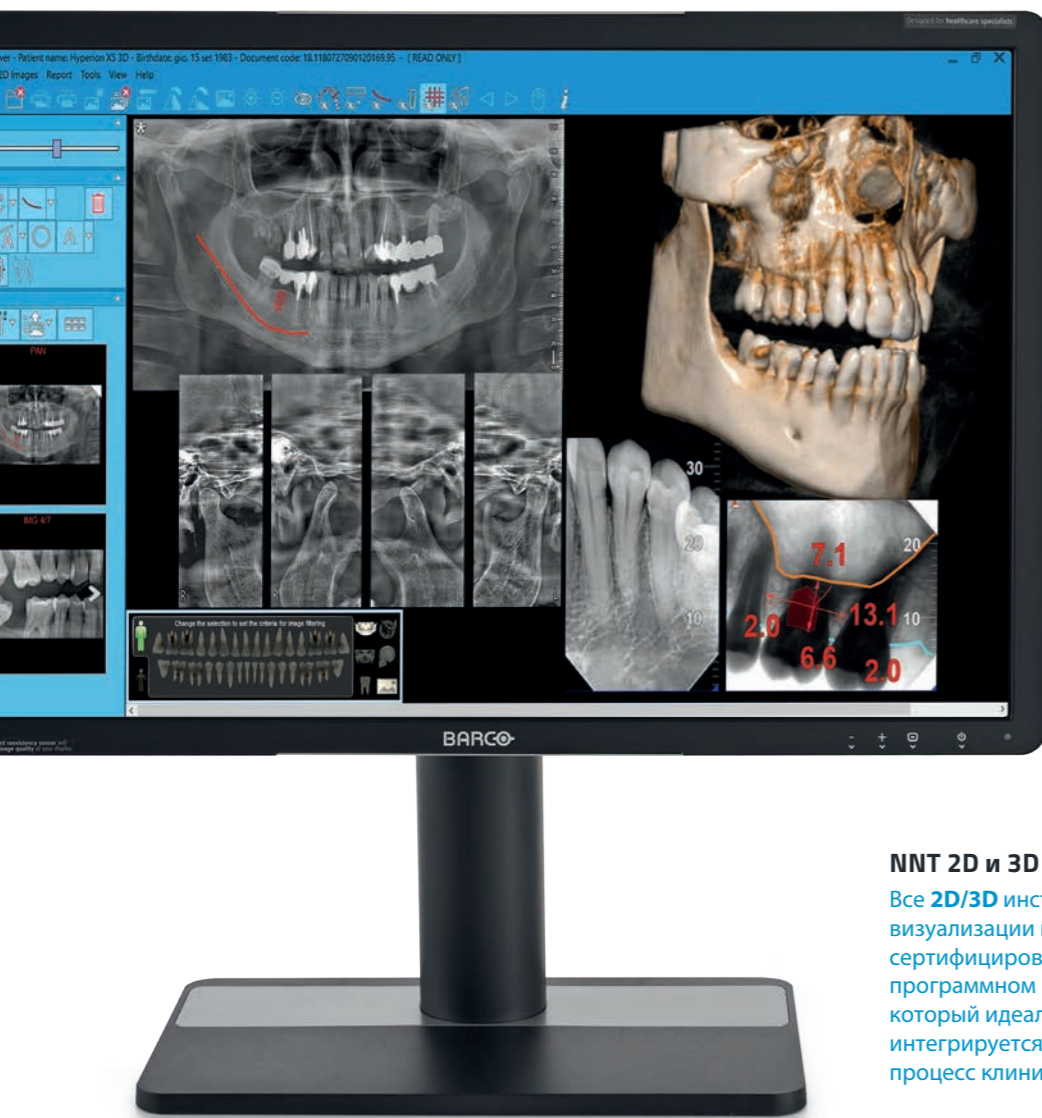 Designed for healthcare specialists
ver - Patient name: Hyperion X5 3D - Birthdate: gio, 15 set 1983 - Document code: 18.1180727090120169.95 - [ READ ONLY ]
2D Images Report Tools View Help
PAN
IMG 4/7
R
R
L
L
30
20
10
7.1
20
13.1
10
2.0
6.6
2.0
Change the selection to set the criteria for image filtering
BARCO
NNT 2D и 3D
Все 2D/3D инст
визуализации
сертифициров
программном
который идеал
интегрируется
процесс клини